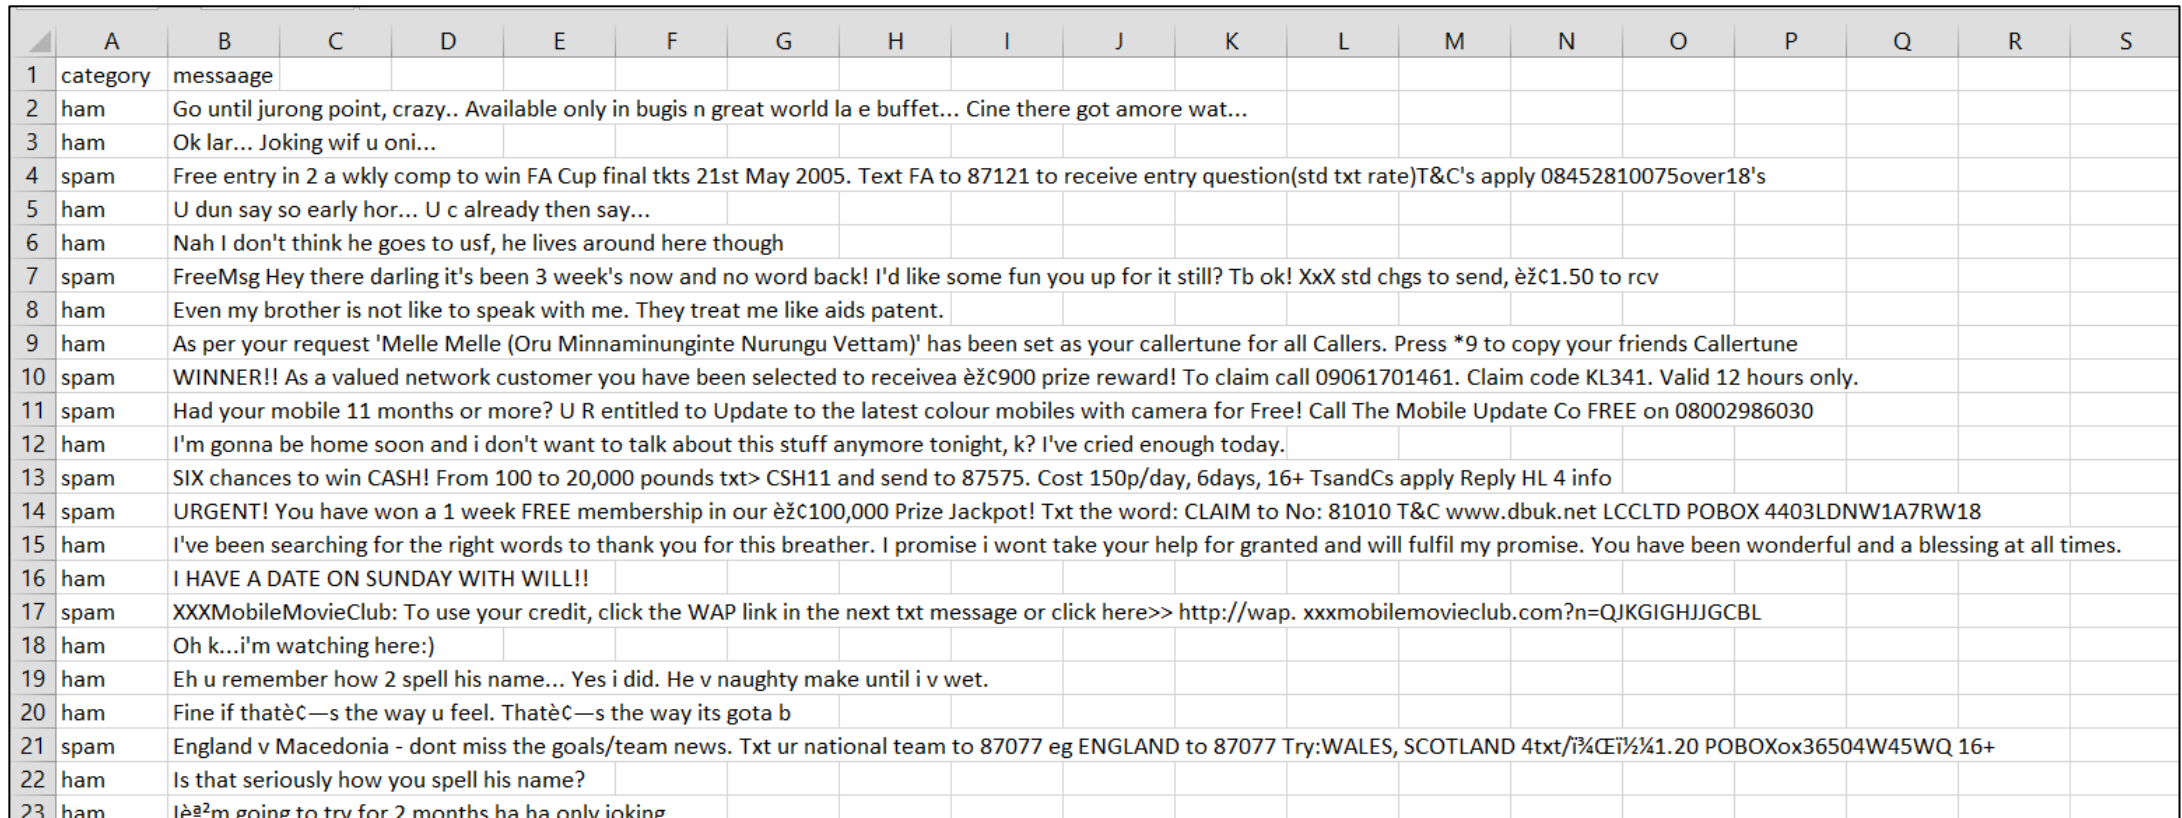 A B C D E F G H I J K L M N O P Q R S
1 category messaage
2 ham Go until jurong point, crazy.. Available only in bugis n great world la e buffet... Cine there got amore wat...
3 ham Ok lar... Joking wif u oni...
4 spam Free entry in 2 a wkly comp to win FA Cup final tkts 21st May 2005. Text FA to 87121 to receive entry question(std txt rate)T&C's apply 08452810075over18's
5 ham U dun say so early hor... U c already then say...
6 ham Nah I don't think he goes to usf, he lives around here though
7 spam FreeMsg Hey there darling it's been 3 week's now and no word back! I'd like some fun you up for it still? Tb ok! XxX std chgs to send, èž¢1.50 to rcv
8 ham Even my brother is not like to speak with me. They treat me like aids patent.
9 ham As per your request 'Melle Melle (Oru Minnaminunginte Nurungu Vettam)' has been set as your callertune for all Callers. Press *9 to copy your friends Callertune
10 spam WINNER!! As a valued network customer you have been selected to receivea èž¢900 prize reward! To claim call 09061701461. Claim code KL341. Valid 12 hours only.
11 spam Had your mobile 11 months or more? U R entitled to Update to the latest colour mobiles with camera for Free! Call The Mobile Update Co FREE on 08002986030
12 ham I'm gonna be home soon and i don't want to talk about this stuff anymore tonight, k? I've cried enough today.
13 spam SIX chances to win CASH! From 100 to 20,000 pounds txt> CSH11 and send to 87575. Cost 150p/day, 6days, 16+ TsandCs apply Reply HL 4 info
14 spam URGENT! You have won a 1 week FREE membership in our èž¢100,000 Prize Jackpot! Txt the word: CLAIM to No: 81010 T&C www.dbuk.net LCCLTD POBOX 4403LDNW1A7RW18
15 ham I've been searching for the right words to thank you for this breather. I promise i wont take your help for granted and will fulfil my promise. You have been wonderful and a blessing at all times.
16 ham I HAVE A DATE ON SUNDAY WITH WILL!!
17 spam XXXMobileMovieClub: To use your credit, click the WAP link in the next txt message or click here>> http://wap. xxxmobilemovieclub.com?n=QJKGIGHJJGCBL
18 ham Oh k...i'm watching here:)
19 ham Eh u remember how 2 spell his name... Yes i did. He v naughty make until i v wet.
20 ham Fine if thatè¢—s the way u feel. Thatè¢—s the way its gota b
21 spam England v Macedonia - dont miss the goals/team news. Txt ur national team to 87077 eg ENGLAND to 87077 Try:WALES, SCOTLAND 4txt/ï¾Œï½¼1.20 POBOXox36504W45WQ 16+
22 ham Is that seriously how you spell his name?
23 ham Ièª²m going to try for 2 months ha ha only joking